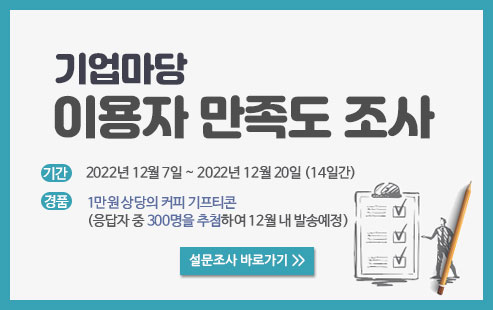 기업마당
이용자 만족도 조사
기간 2022년 12월 7일 ~ 2022년 12월 20일 (14일간)
경품 1만원 상당의 커피 기프티콘
(응답자 중 300명을 추첨하여 12월 내 발송예정)
설문조사 바로가기 >>